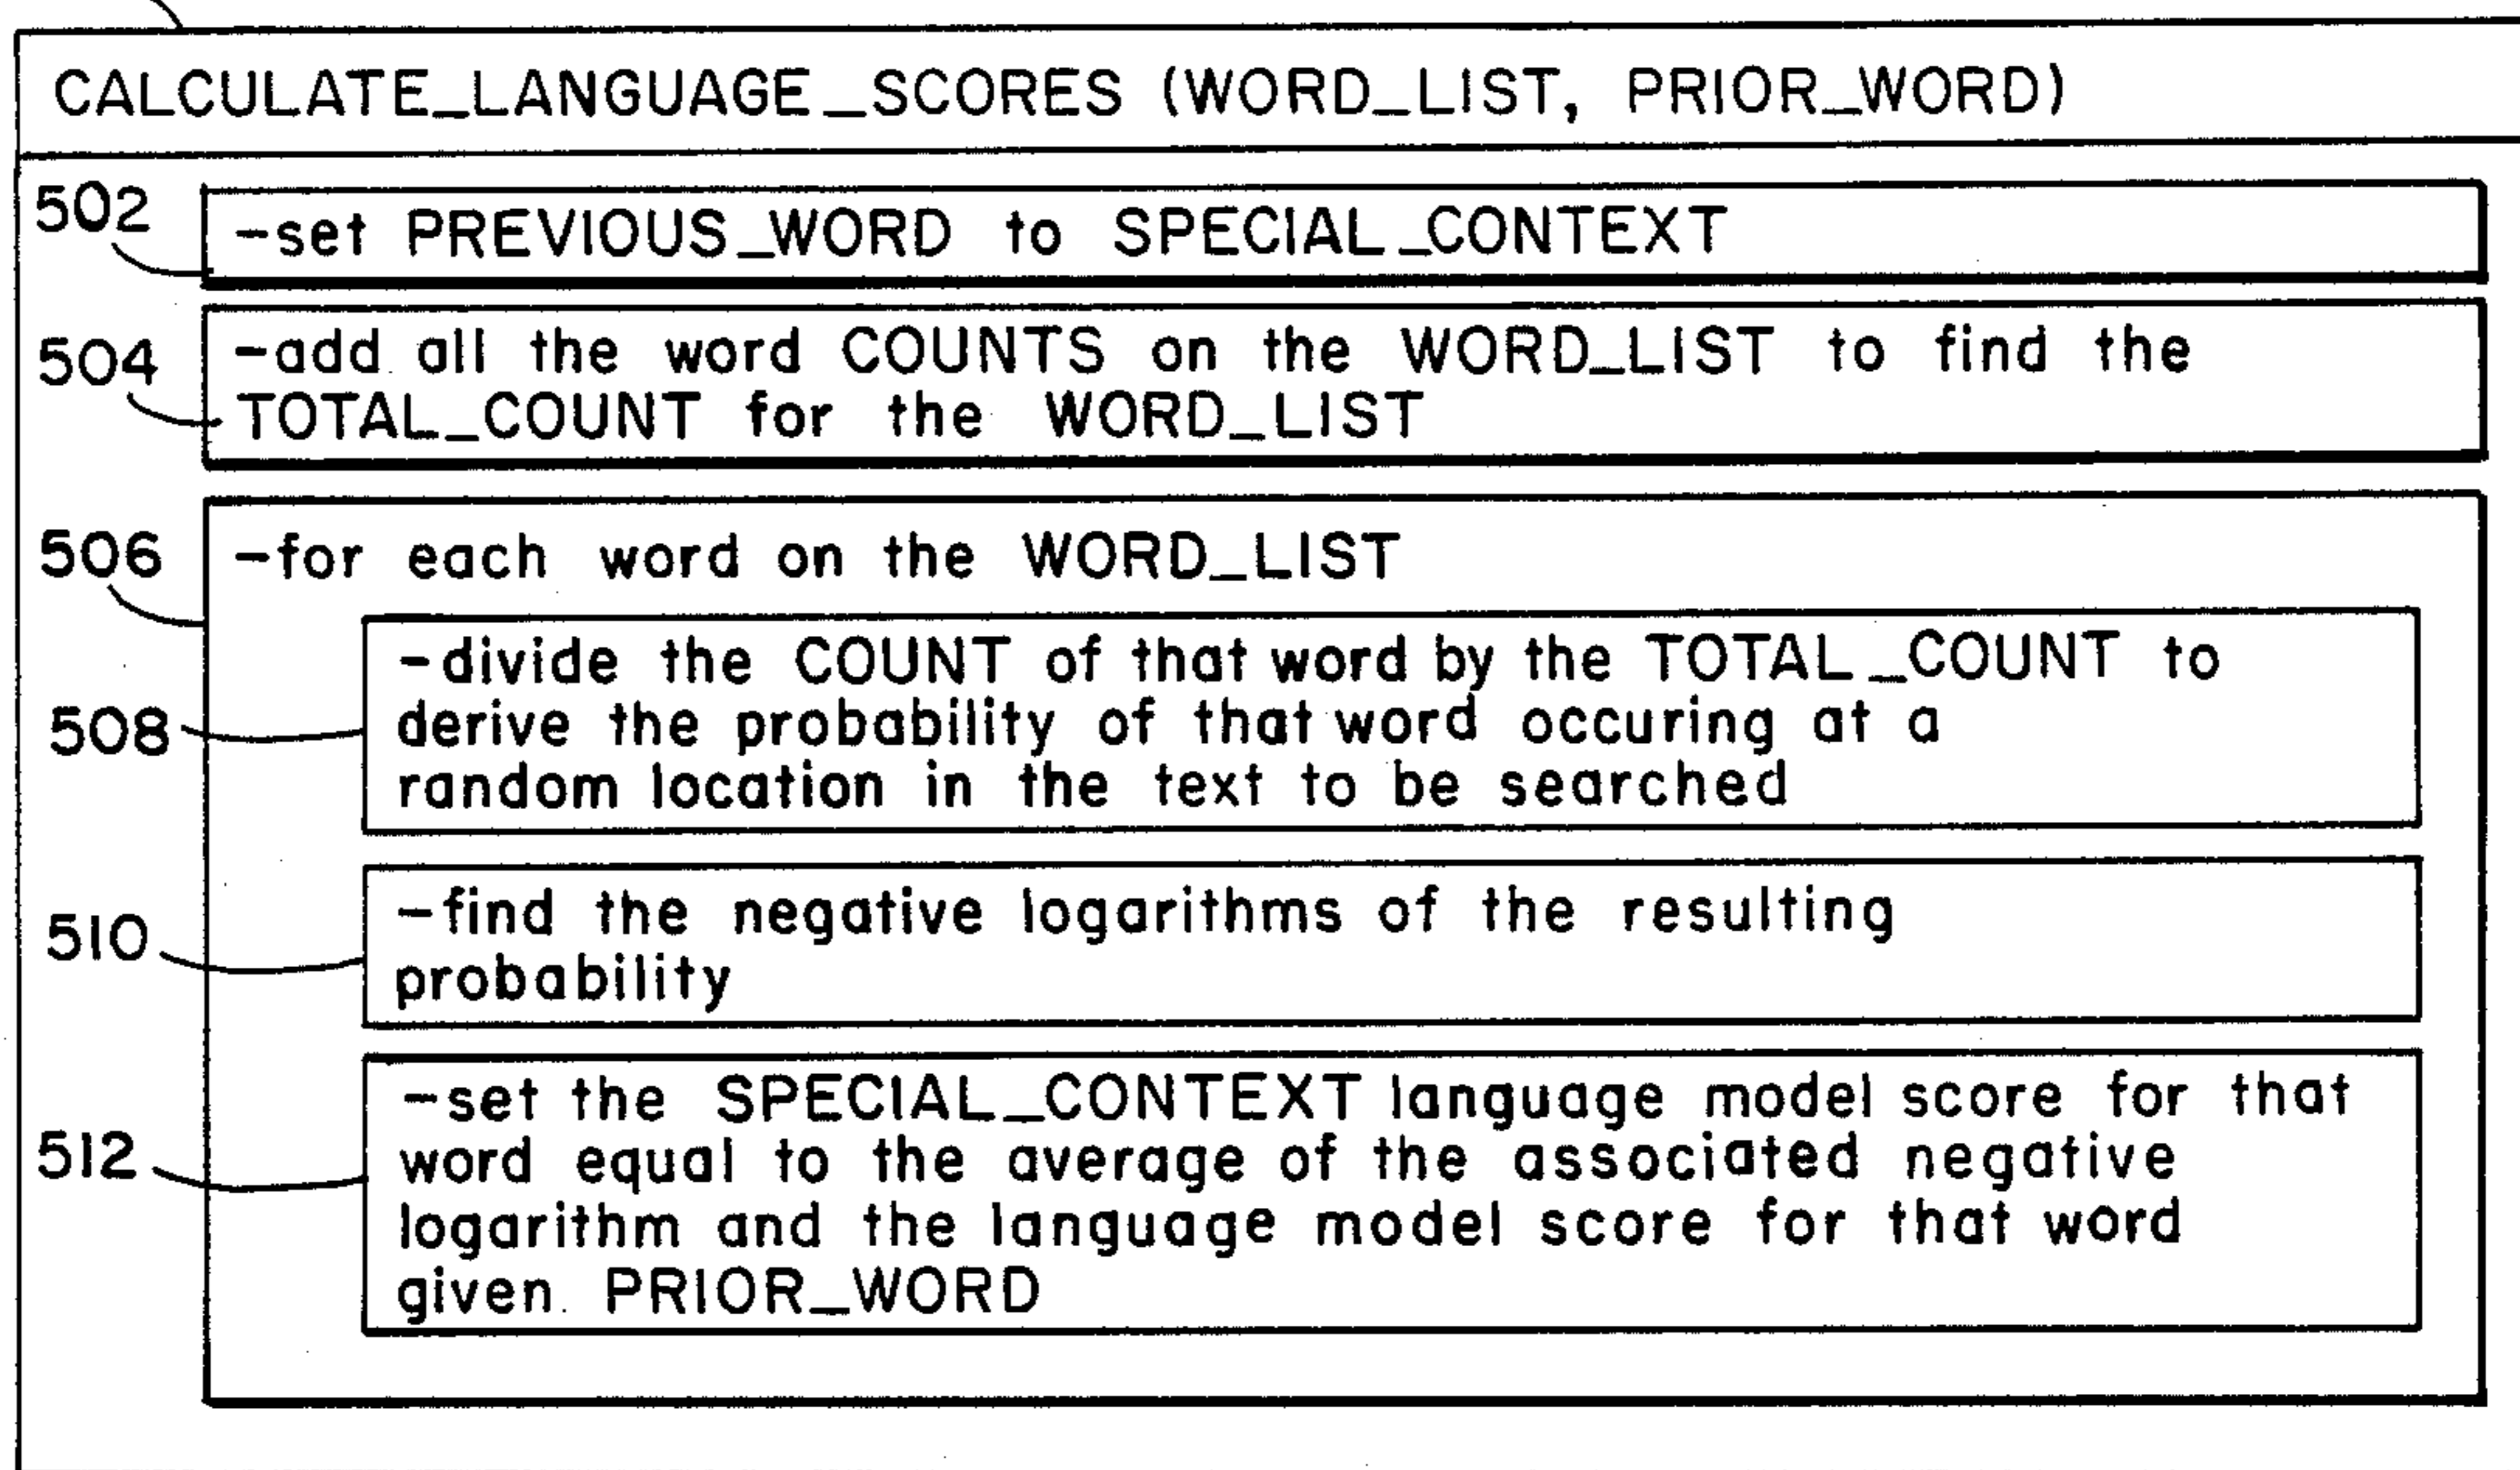 CALCULATE_LANGUAGE_SCORES (WORD_LIST, PRIOR_WORD)
502
-set PREVIOUS_WORD to SPECIAL_CONTEXT
504
-add all the word COUNTS on the WORD_LIST to find the
TOTAL_COUNT for the WORD_LIST
506
-for each word on the WORD_LIST
508
-divide the COUNT of that word by the TOTAL_COUNT to
derive the probability of that word occuring at a
random location in the text to be searched
510
-find the negative logarithms of the resulting
probability
512
-set the SPECIAL_CONTEXT language model score for that
word equal to the average of the associated negative
logarithm and the language model score for that word
given PRIOR_WORD